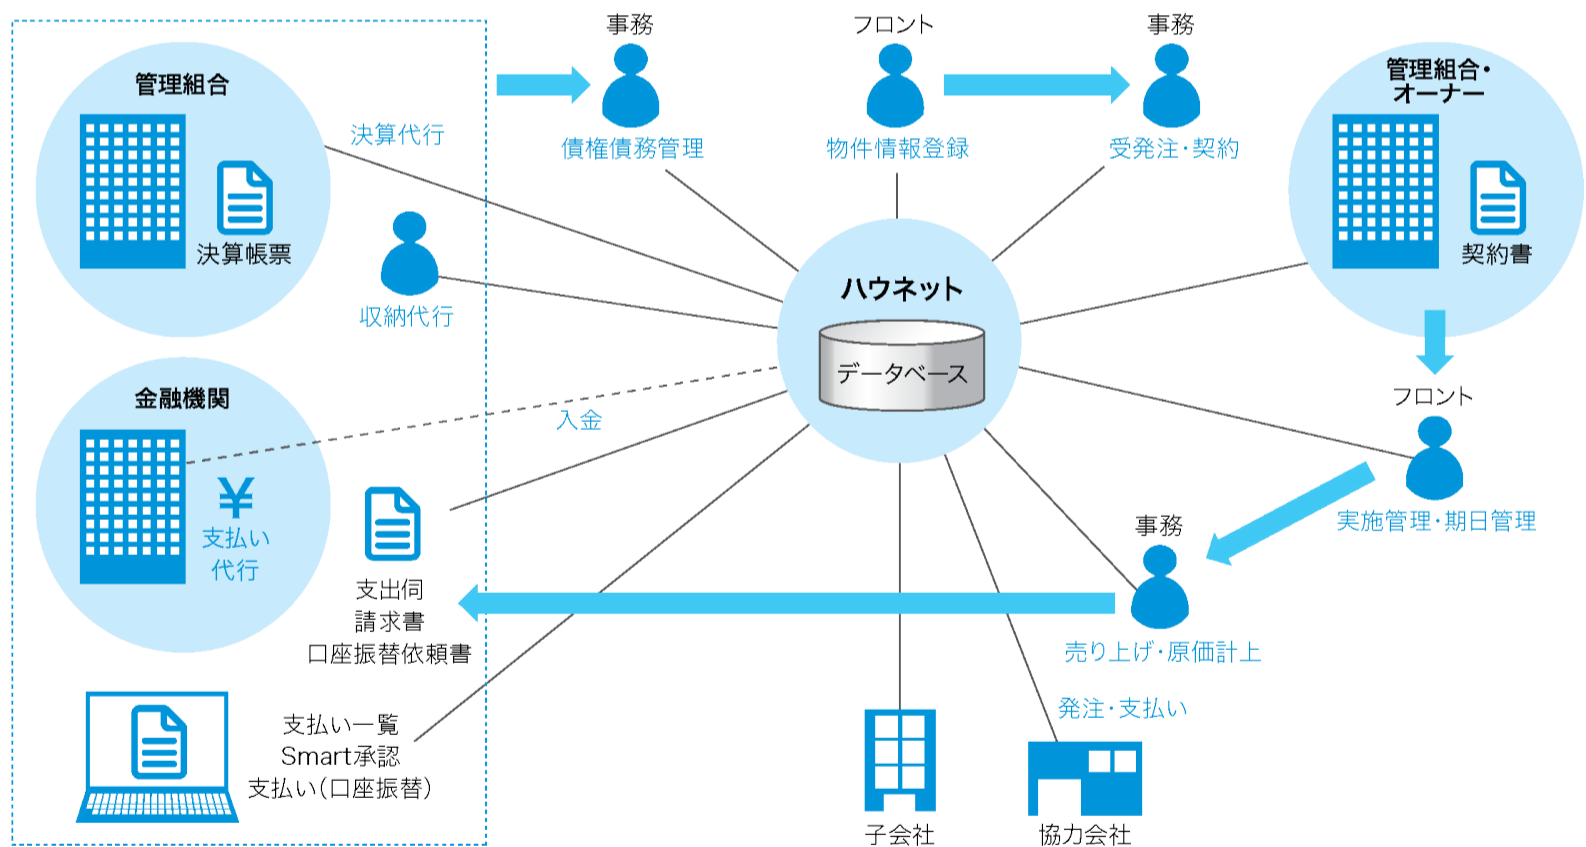 管理組合
決算帳票
決算代行
収納代行
金融機関
¥
支払い
代行
入金
支出伺
請求書
口座振替依頼書
支払い一覧
Smart承認
支払い(口座振替)
事務
債権債務管理
フロント
物件情報登録
事務
受発注・契約
管理組合・
オーナー
契約書
ハウネット
データベース
フロント
実施管理・期日管理
事務
売り上げ・原価計上
発注・支払い
子会社
協力会社